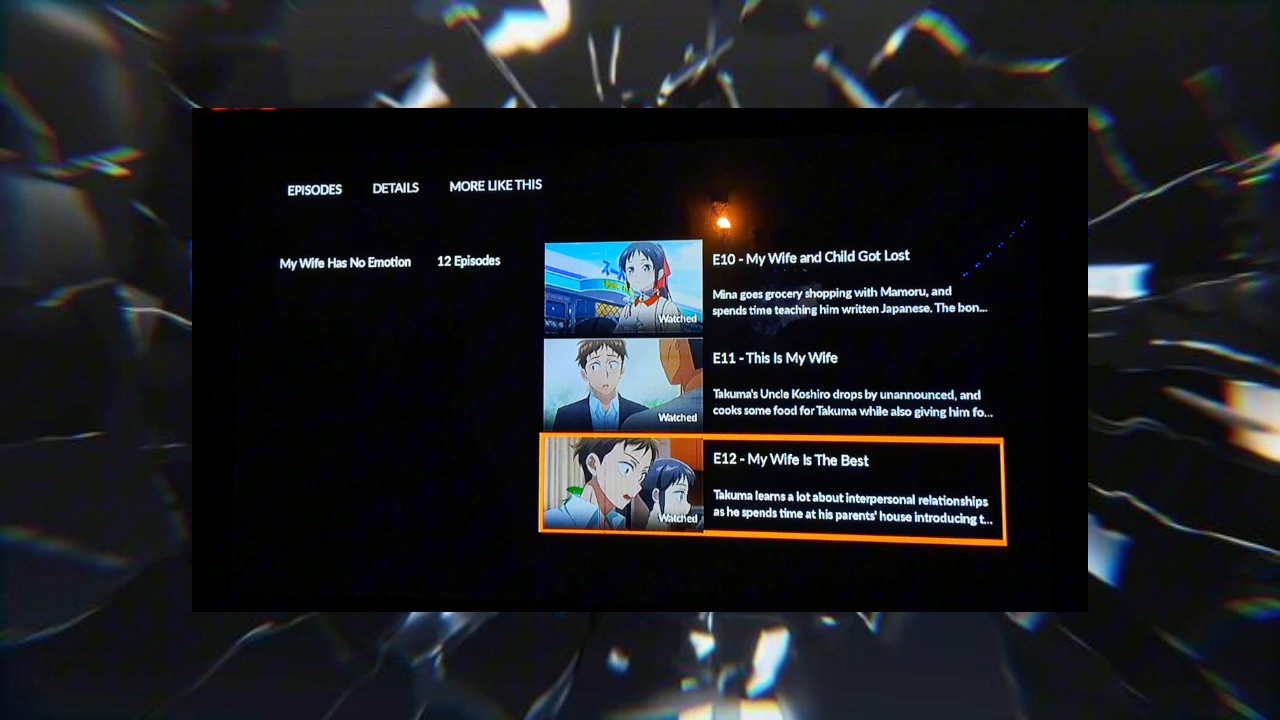 EPISODES DETAILS MORE LIKE THIS
My Wife Has No Emotion 12 Episodes
Watched
E10 - My Wife and Child Got Lost
Mina goes grocery shopping with Mamoru, and
spends time teaching him written Japanese. The bon...
Watched
E11 - This Is My Wife
Takuma's Uncle Koshiro drops by unannounced, and
cooks some food for Takuma while also giving him fo...
Watched
E12 - My Wife Is The Best
Takuma learns a lot about interpersonal relationships
as he spends time at his parents' house introducing t...